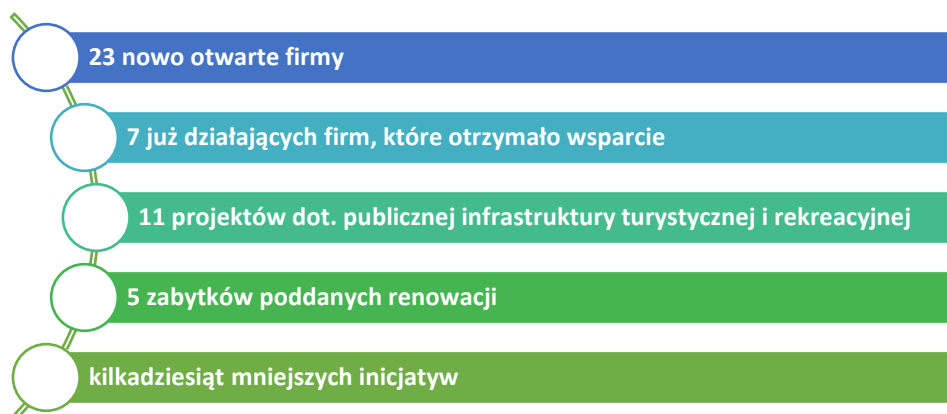 23 nowo otwarte firmy
7 już działających firm, które otrzymało wsparcie
11 projektów dot. publicznej infrastruktury turystycznej i rekreacyjnej
5 zabytków poddanych renowacji
kilkadziesiąt mniejszych inicjatyw